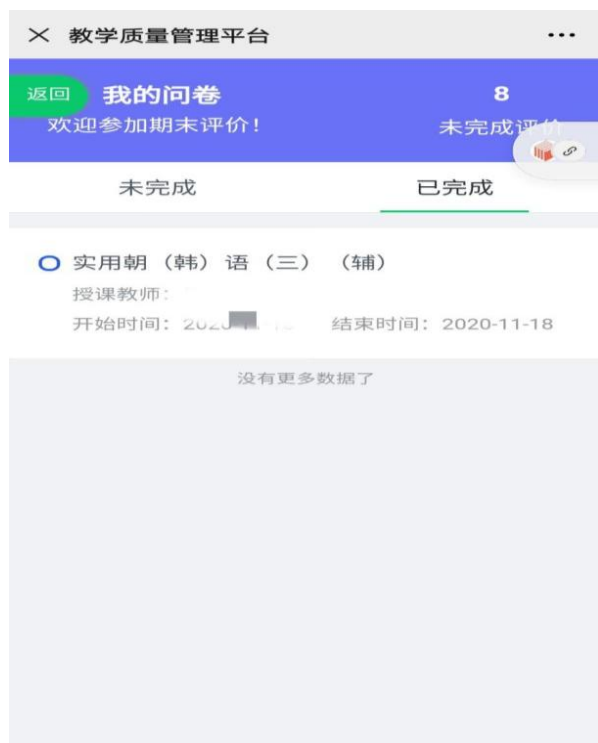 教学质量管理平台
返回
我的问卷
8
欢迎参加期末评价!
未完成评价
未完成
已完成
实用朝（韩）语（三）（辅）
授课教师:
开始时间:
结束时间: 2020-11-18
没有更多数据了